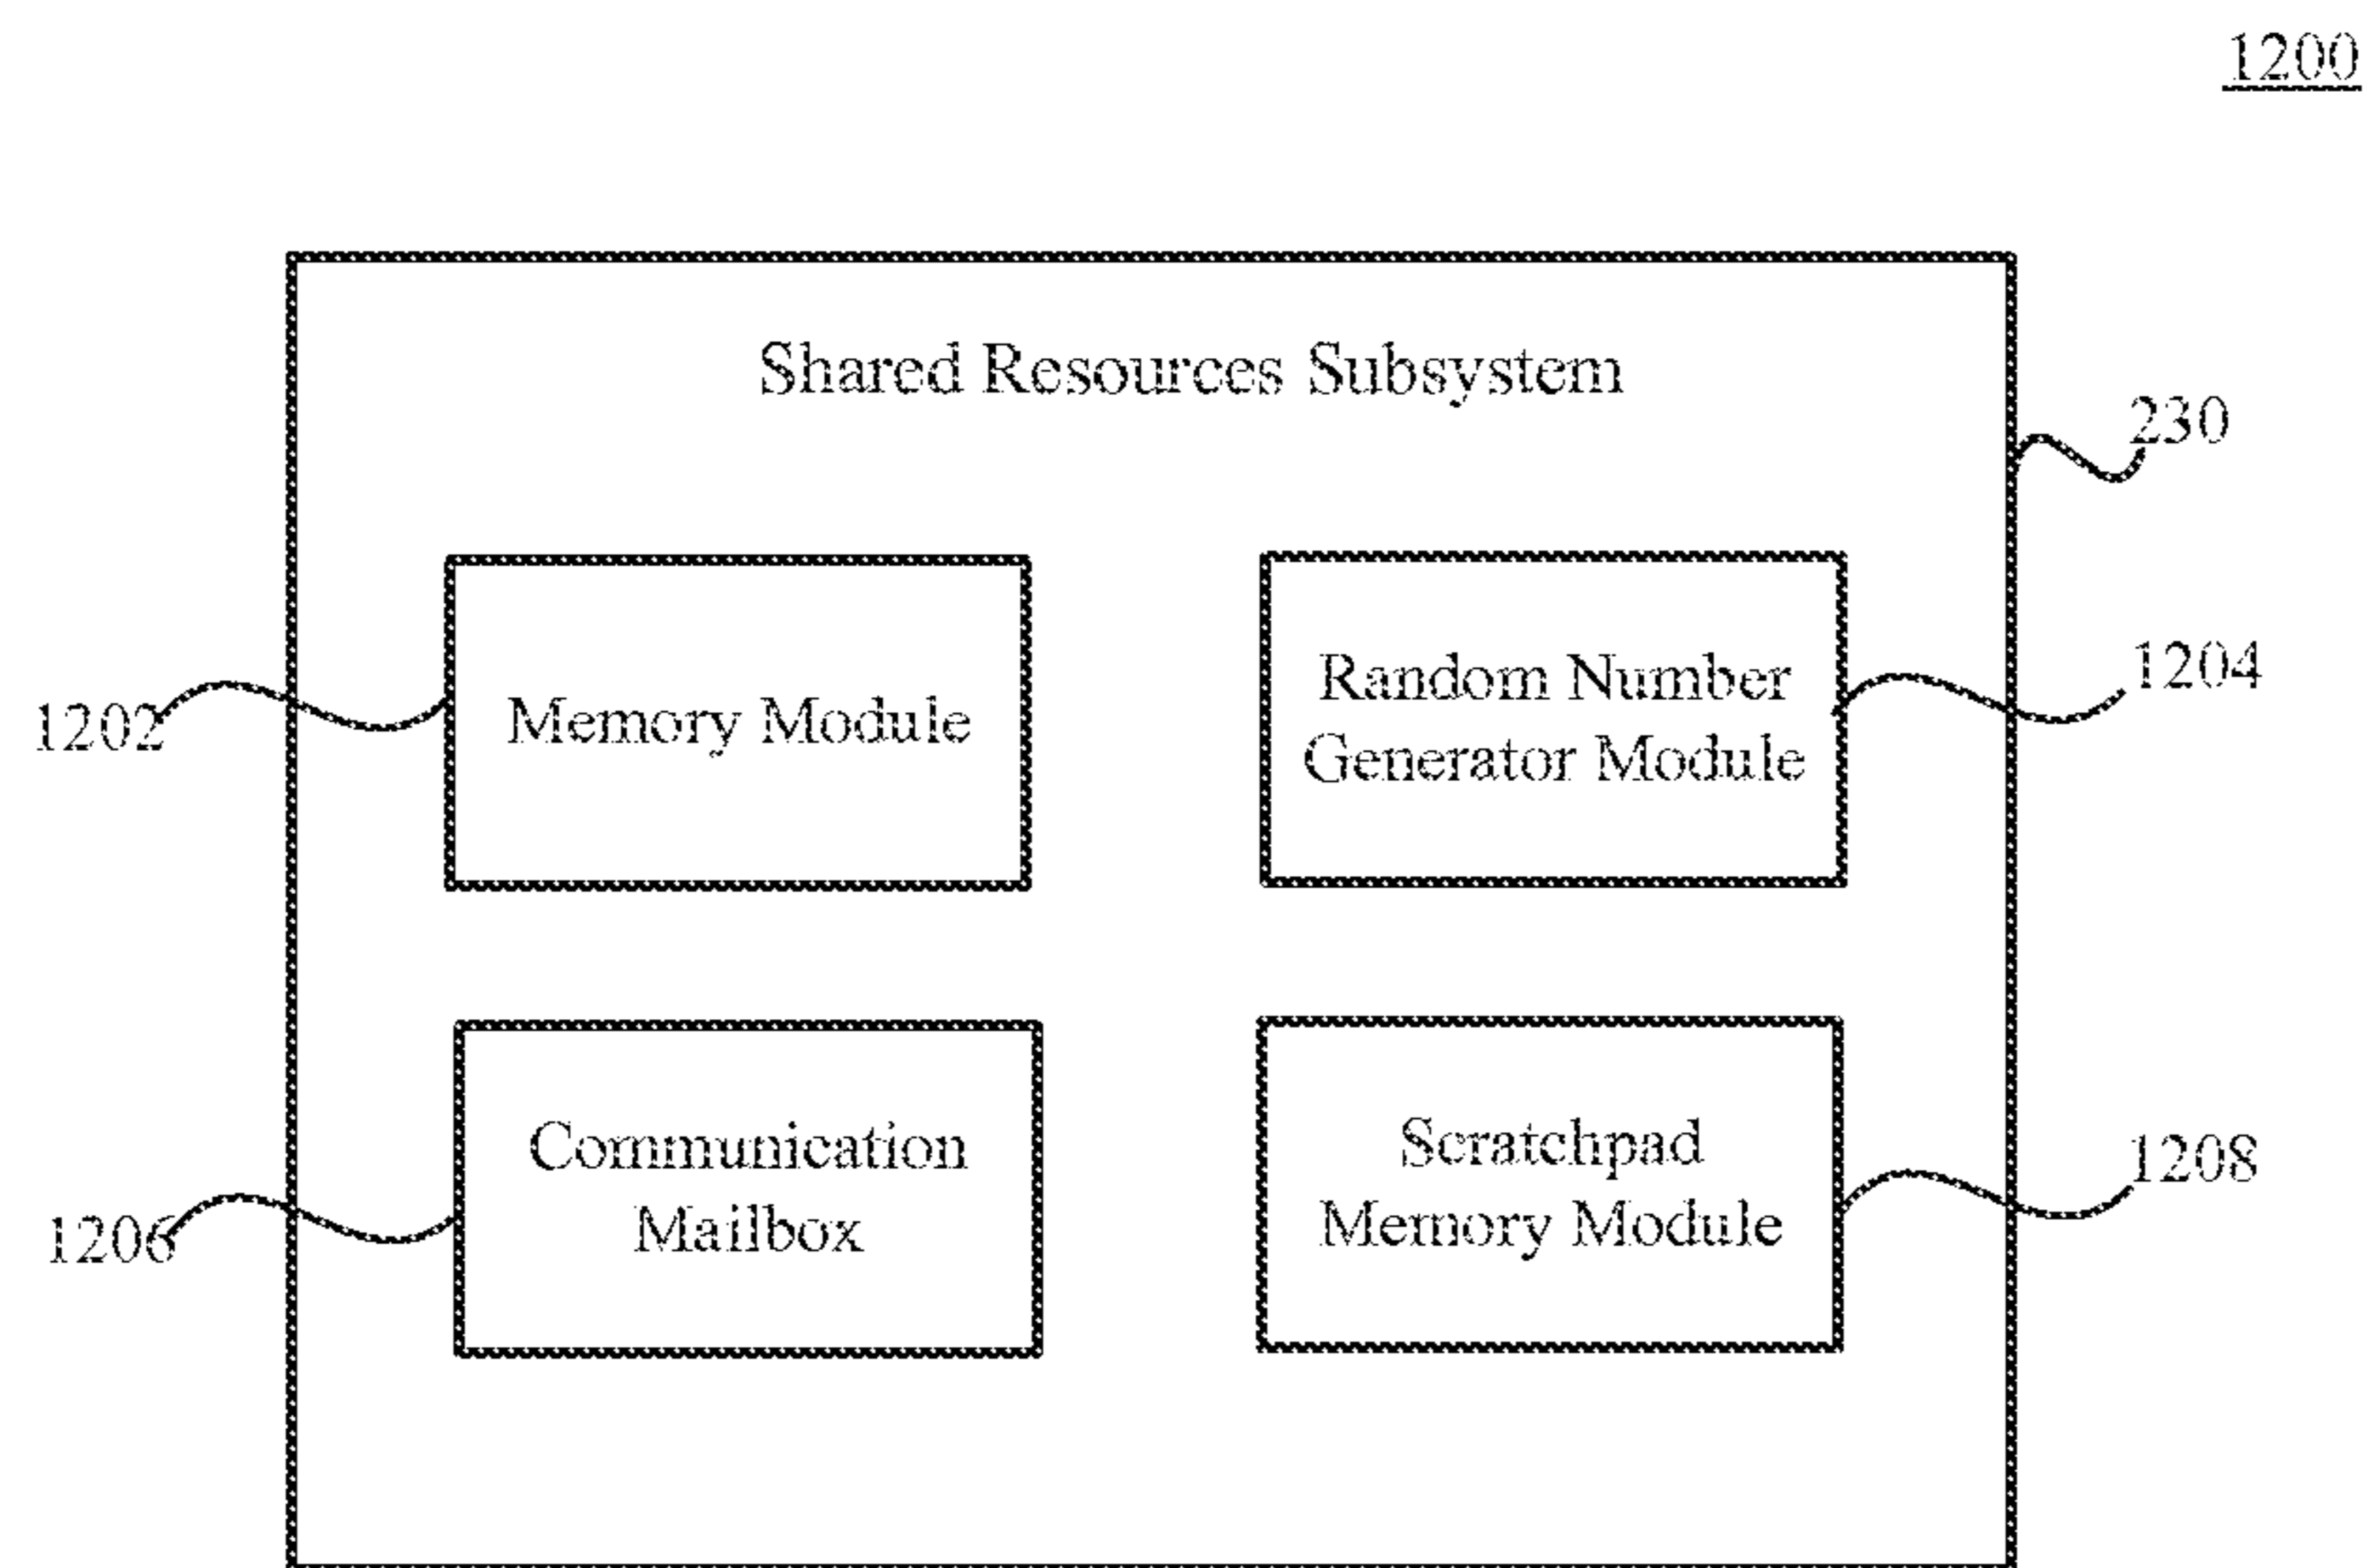 1200
Shared Resources Subsystem
230
1202
Memory Module
Random Number
Generator Module
1204
1206
Communication
Mailbox
Scratchpad
Memory Module
1208